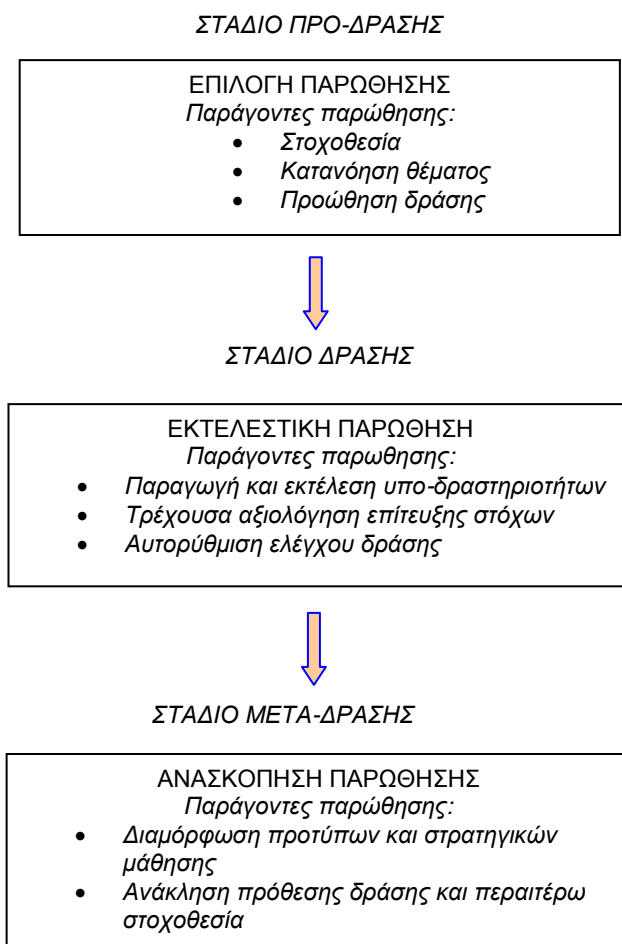 ΣΤΑΔΙΟ ΠΡΟ-ΔΡΑΣΗΣ
ΕΠΙΛΟΓΗ ΠΑΡΩΘΗΣΗΣ
Παράγοντες παρώθησης:
• Στοχοθεσία
• Κατανόηση θέματος
• Προώθηση δράσης
ΣΤΑΔΙΟ ΔΡΑΣΗΣ
ΕΚΤΕΛΕΣΤΙΚΗ ΠΑΡΩΘΗΣΗ
Παράγοντες παρωθησης:
• Παραγωγή και εκτέλεση υπο-δραστηριοτήτων
• Τρέχουσα αξιολόγηση επίτευξης στόχων
• Αυτορύθμιση ελέγχου δράσης
ΣΤΑΔΙΟ ΜΕΤΑ-ΔΡΑΣΗΣ
ΑΝΑΣΚΟΠΗΣΗ ΠΑΡΩΘΗΣΗΣ
Παράγοντες παρώθησης:
• Διαμόρφωση προτύπων και στρατηγικών
μάθησης
• Ανάκληση πρόθεσης δράσης και περαιτέρω
στοχοθεσία